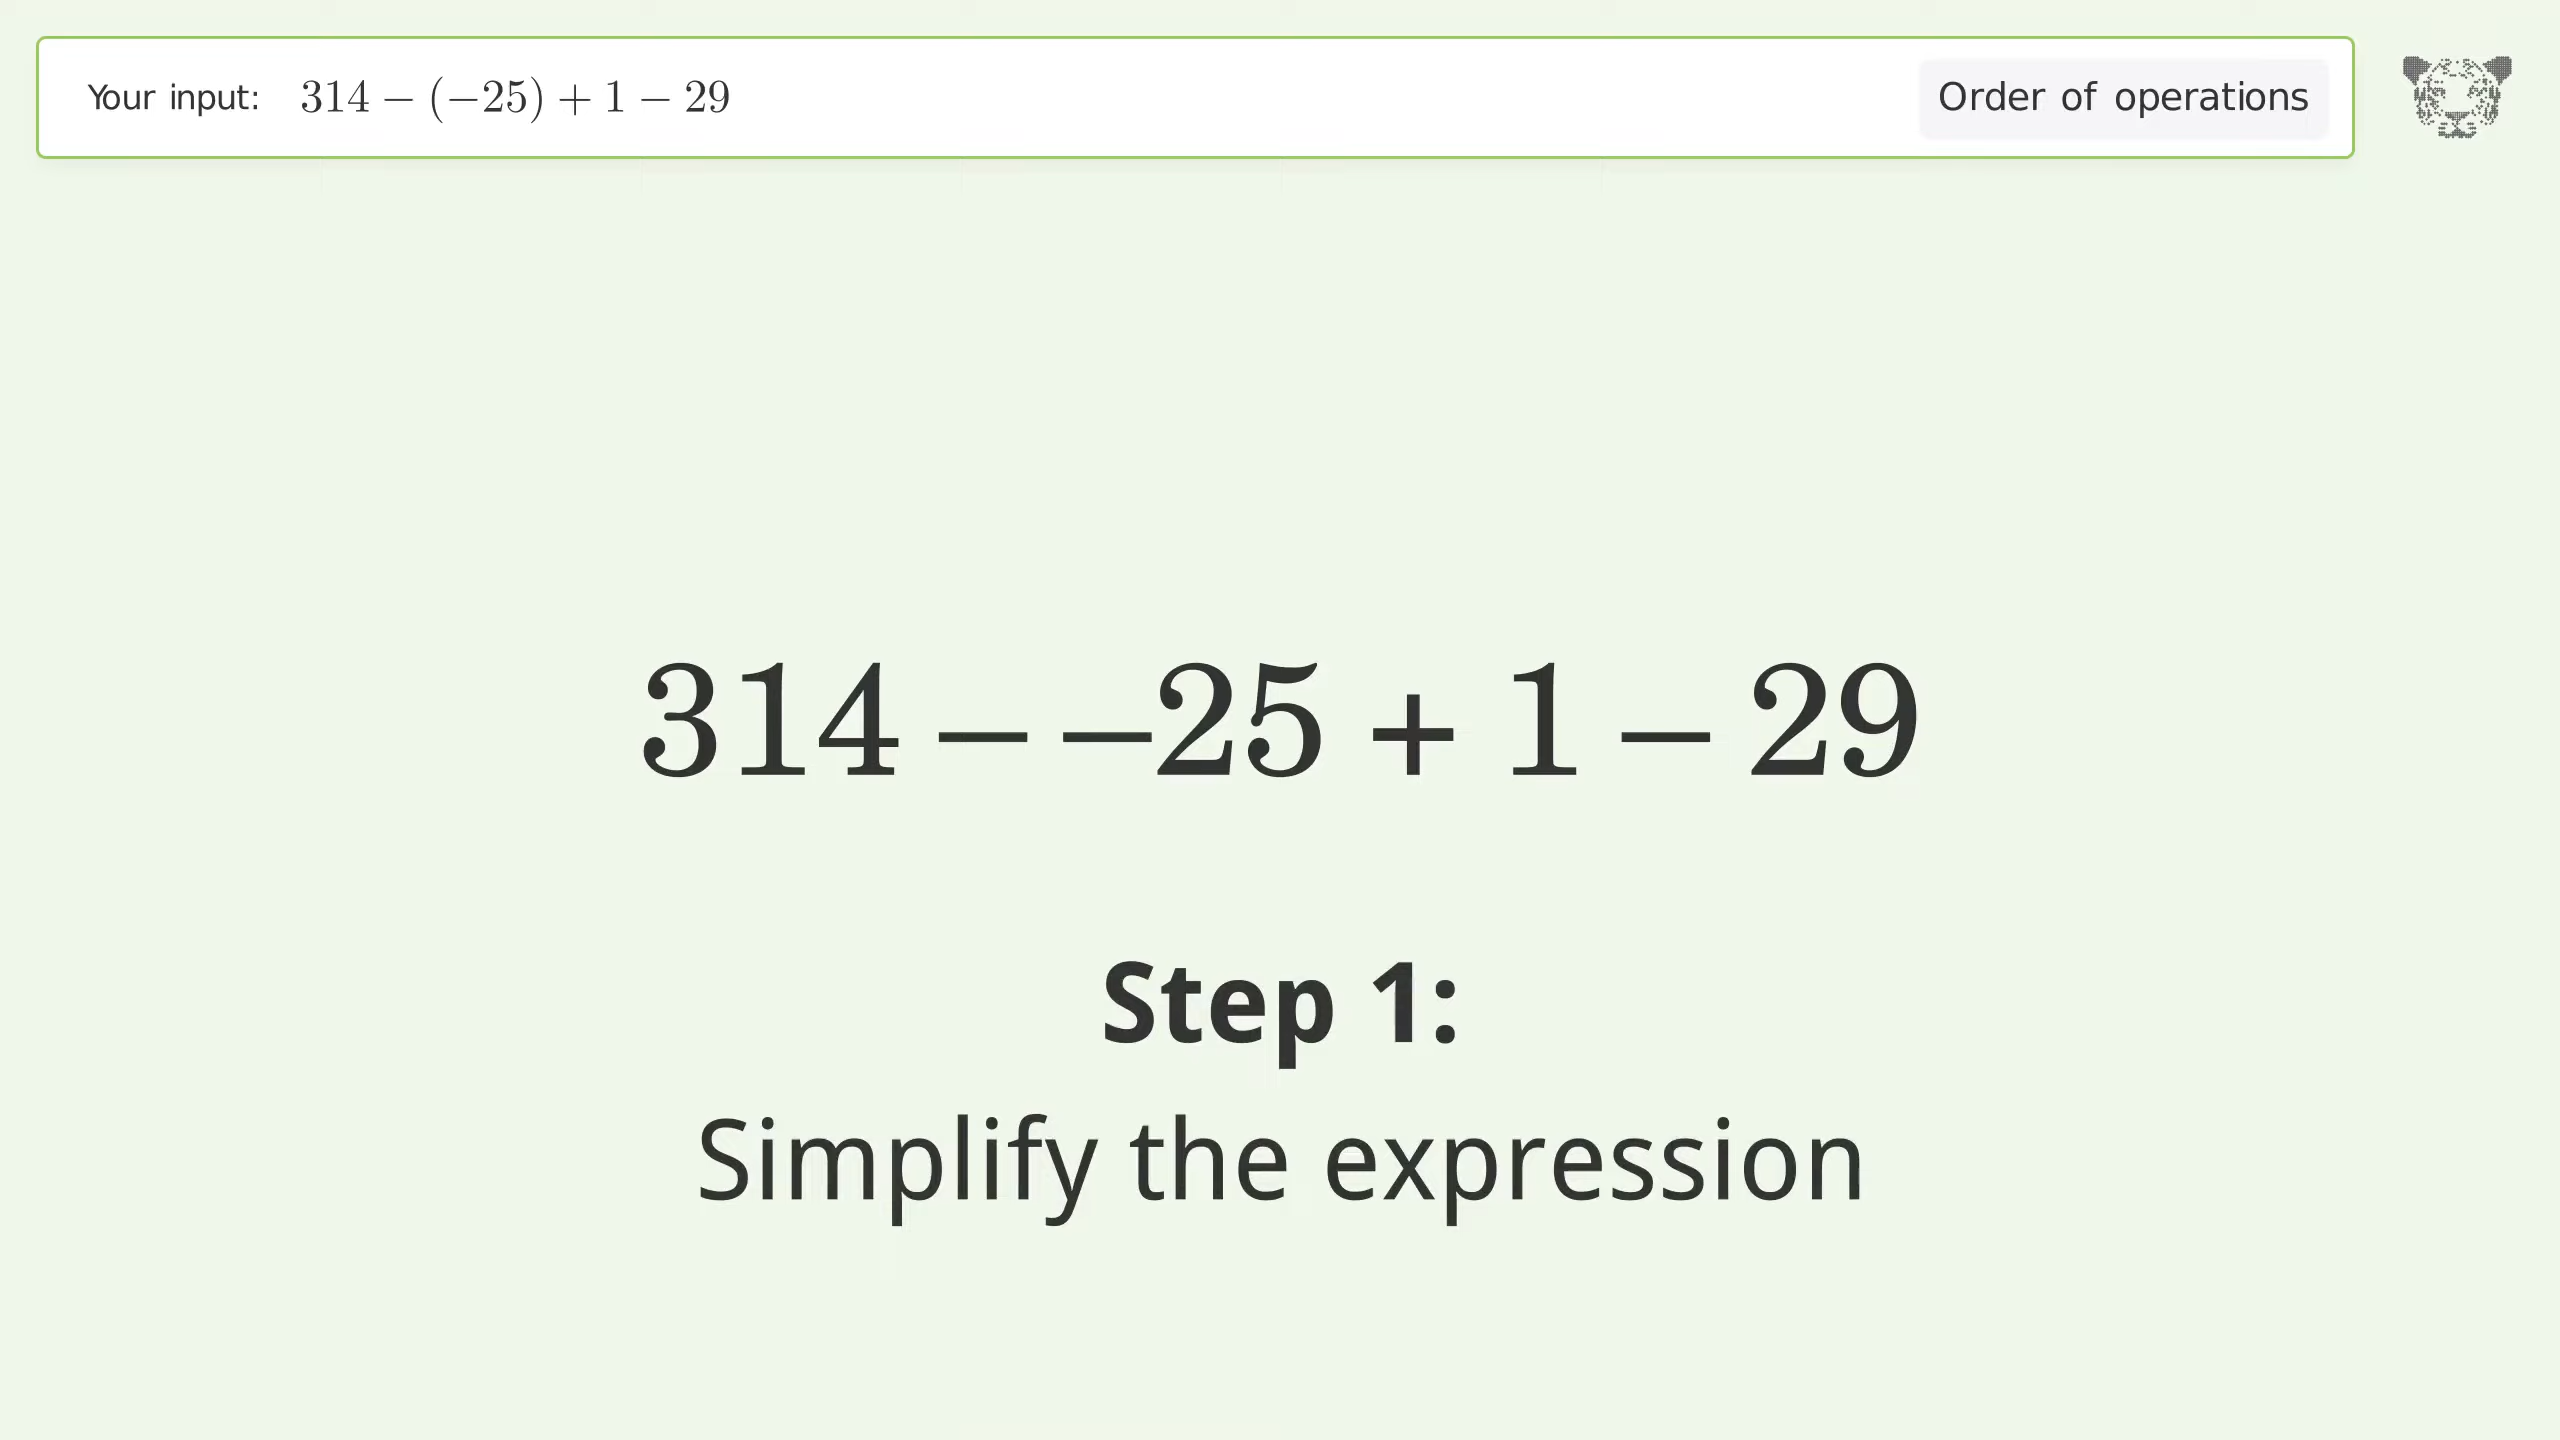 Your input: 314 − (−25) + 1 − 29 Order of operations
314 − −25 + 1 − 29
Step 1:
Simplify the expression